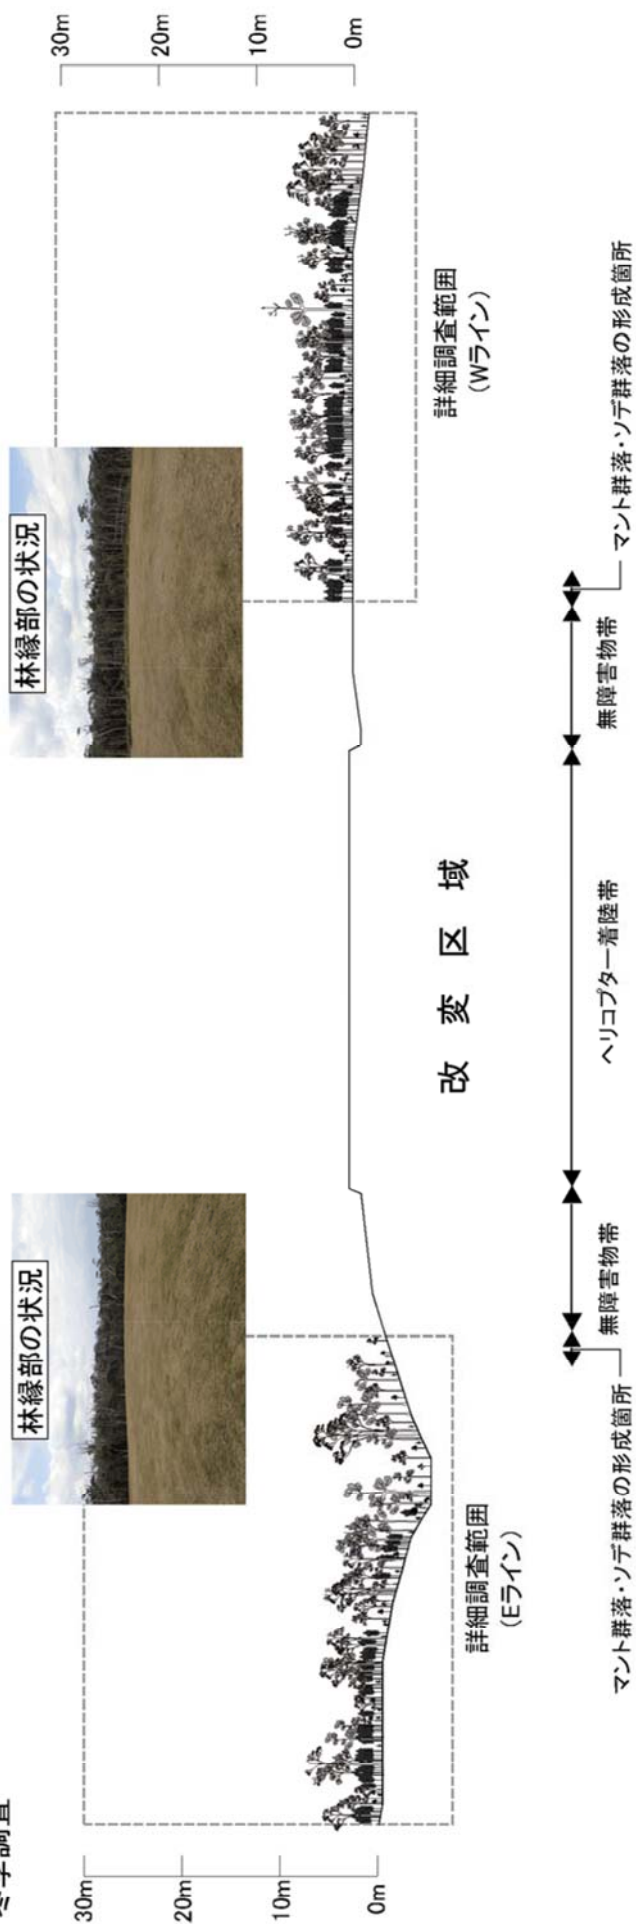 冬季調査
林縁部の状況
林縁部の状況
30m
20m
10m
0m
30m
20m
10m
0m
詳細調査範囲
(Eライン)
改変区域
詳細調査範囲
(Wライン)
マント群落・ソデ群落の形成箇所
無障害物帯
ヘリコプター着陸帯
無障害物帯
マント群落・ソデ群落の形成箇所